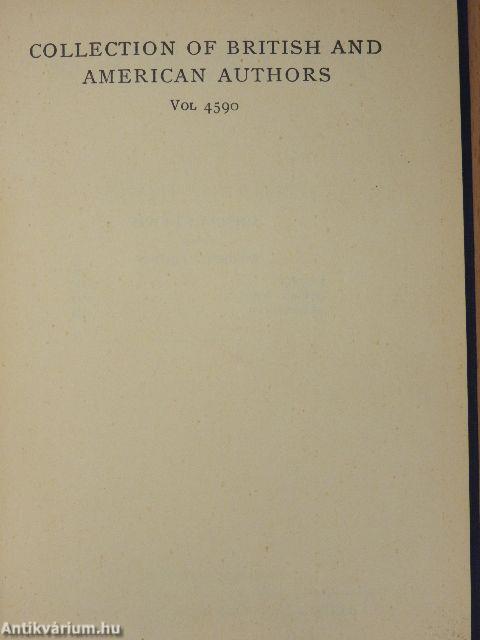 COLLECTION OF BRITISH AND
AMERICAN AUTHORS
Vol 4590
Antikvárium.hu